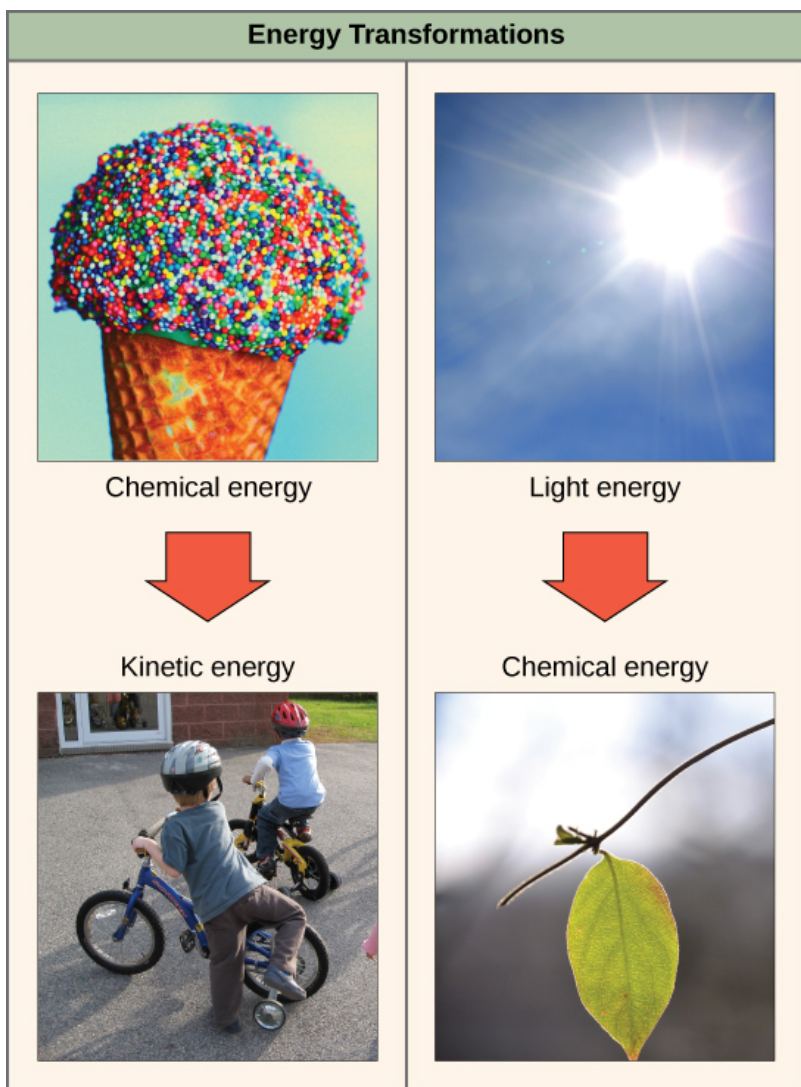 Energy Transformations
Chemical energy
Light energy
Kinetic energy
Chemical energy